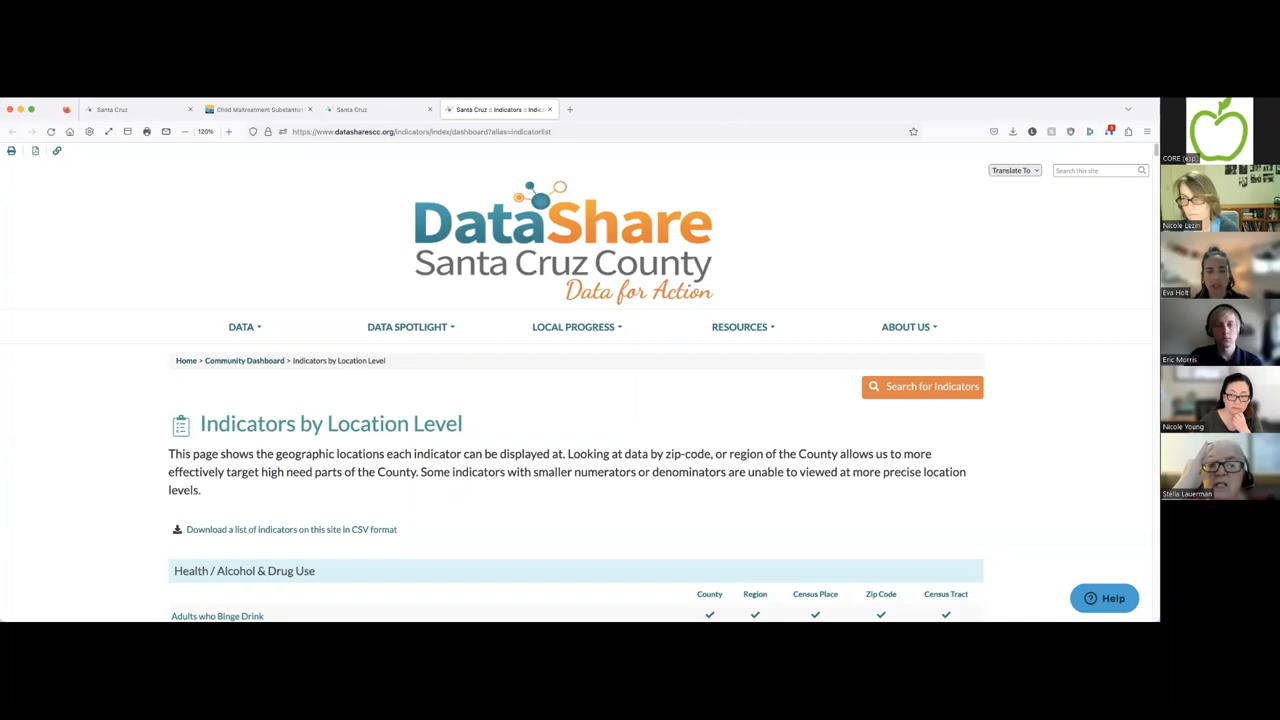 Santa Cruz
Child Maltreatment Substantiat
Santa Cruz
Santa Cruz :: Indicators :: Indic
120%
https://www.datasharescc.org/indicators/index/dashboard?alias=indicatorlist
Translate To
Search this site
DataShare
Santa Cruz County
Data for Action
DATA
DATA SPOTLIGHT
LOCAL PROGRESS
RESOURCES
ABOUT US
Home > Community Dashboard > Indicators by Location Level
Search for Indicators
Indicators by Location Level
This page shows the geographic locations each indicator can be displayed at. Looking at data by zip-code, or region of the County allows us to more
effectively target high need parts of the County. Some indicators with smaller numerators or denominators are unable to viewed at more precise location
levels.
Download a list of indicators on this site in CSV format
Health / Alcohol & Drug Use
County Region Census Place Zip Code Census Tract
Adults who Binge Drink
Help
CORE
Nicole Lezin
Eva Holt
Eric Morris
Nicole Young
Stella Lauerman